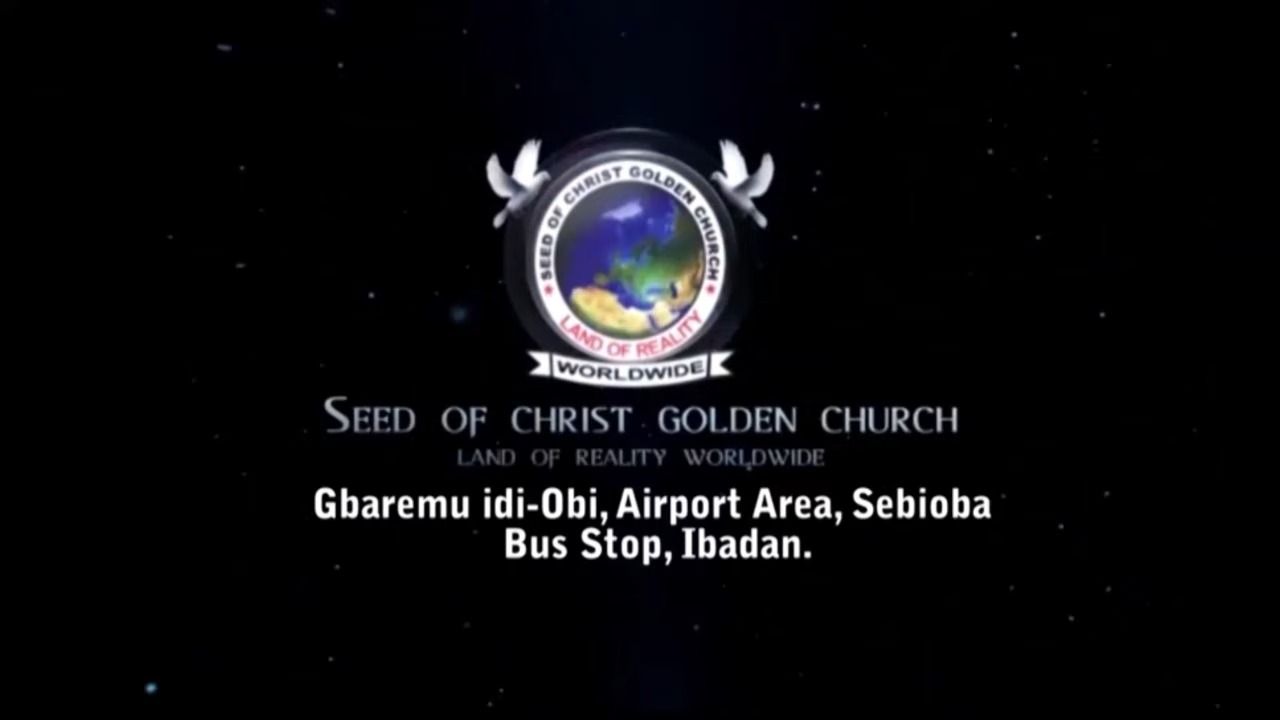 SEED OF CHRIST GOLDEN CHURCH
LAND OF REALITY
WORLDWIDE
SEED OF CHRIST GOLDEN CHURCH
LAND OF REALITY WORLDWIDE
Gbaremu idi-Obi, Airport Area, Sebioba
Bus Stop, Ibadan.